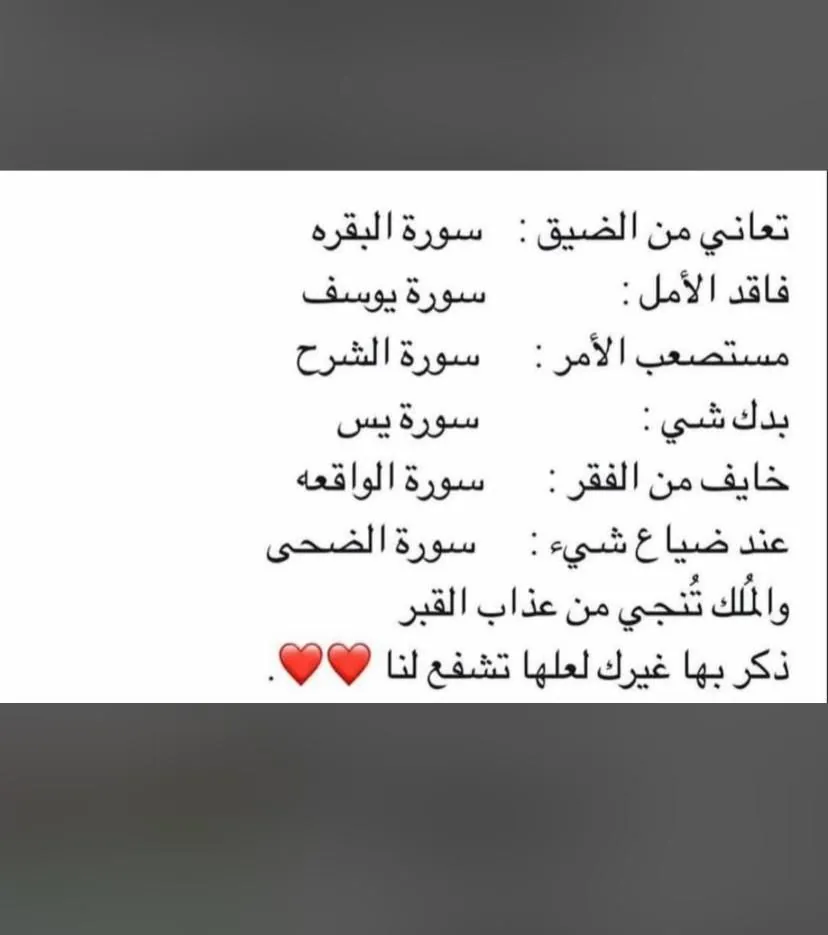 تعاني من الضيق : سورة البقره
فاقد الأمل : سورة يوسف
مستصعب الأمر : سورة الشرح
بدك شي : سورة يس
خايف من الفقر : سورة الواقعه
عند ضياع شيء : سورة الضحى
والمُلك تُنجي من عذاب القبر
ذكر بها غيرك لعلها تشفع لنا ❤️❤️.